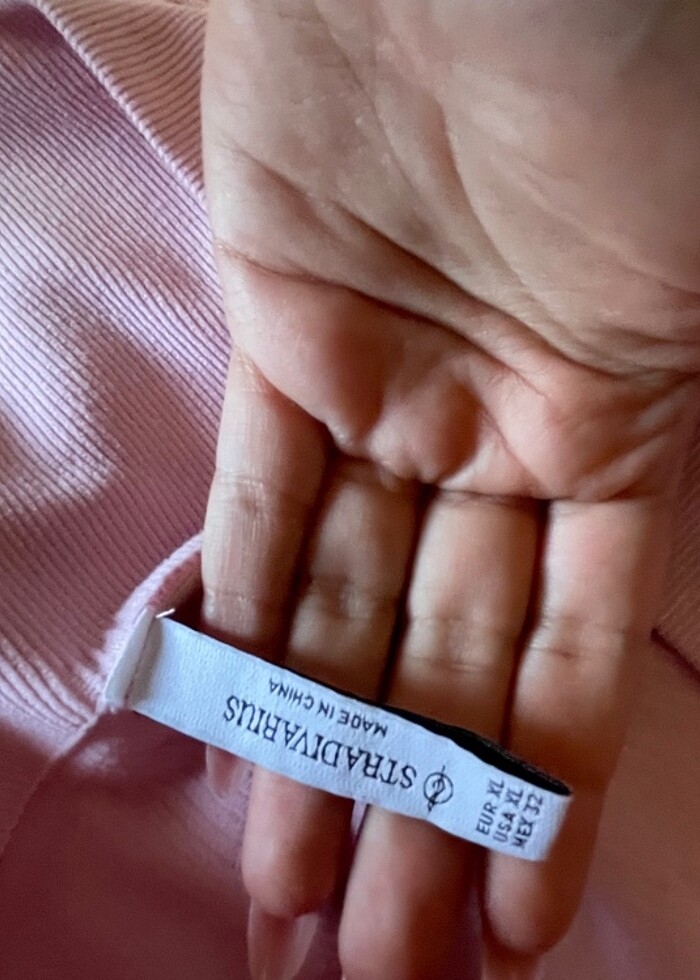 STRADIVARIUS
MADE IN CHINA
EUR XL
USA XL
MEX 32